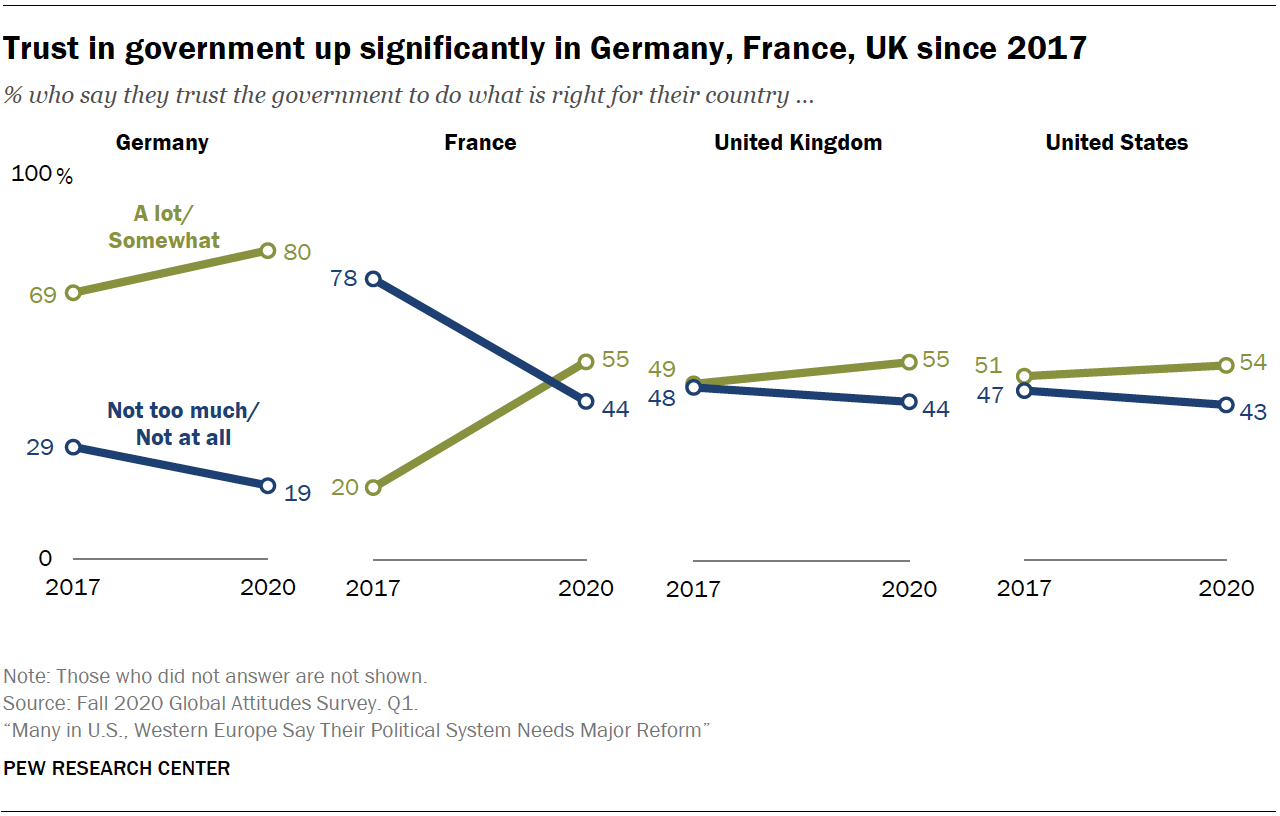 Trust in government up significantly in Germany, France, UK since 2017
% who say they trust the government to do what is right for their country ...
Germany France United Kingdom United States
100 %
A lot/
Somewhat
80
69
Not too much/
Not at all
29
19
0
2017 2020
78
55
44
20
2017 2020
49
48
55
44
2017 2020
51
47
54
43
2017 2020
Note: Those who did not answer are not shown.
Source: Fall 2020 Global Attitudes Survey. Q1.
“Many in U.S., Western Europe Say Their Political System Needs Major Reform”
PEW RESEARCH CENTER